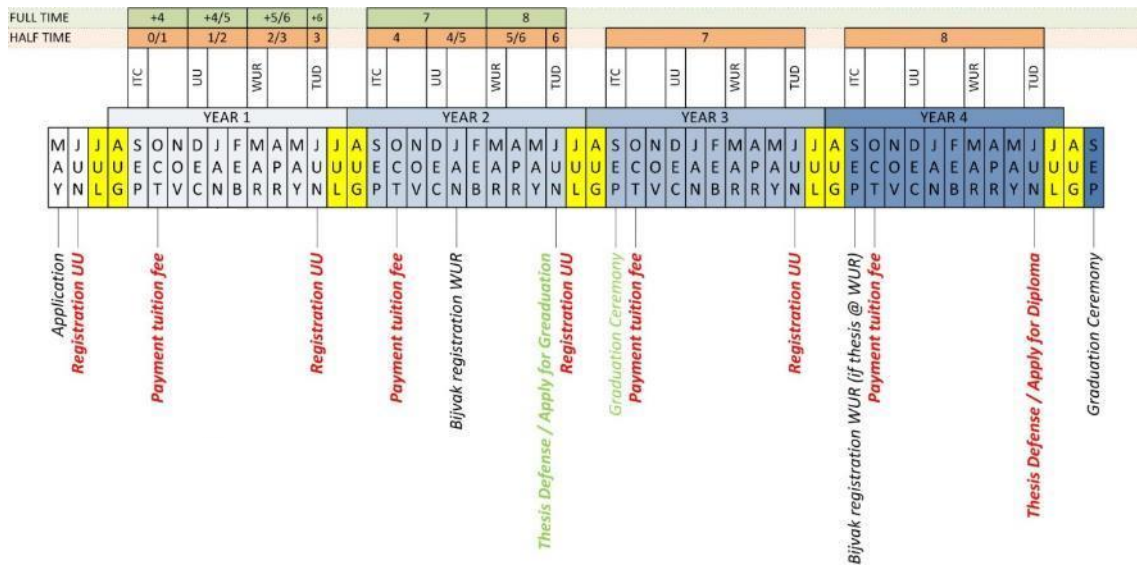 FULL TIME +4 +4/5 +5/6 +6 7 8
HALF TIME 0/1 1/2 2/3 3 4 4/5 5/6 6 7 8
ITC UU WUR TUD ITC UU WUR TUD ITC UU WUR TUD ITC UU WUR TUD
YEAR 1 YEAR 2 YEAR 3 YEAR 4
MAY JUN JUL AUG SEP OCT NOV DEC JAN FEB MAR APR MAY JUN JUL AUG SEP OCT NOV DEC JAN FEB MAR APR MAY JUN JUL AUG SEP OCT NOV DEC JAN FEB MAR APR MAY JUN JUL AUG SEP OCT NOV DEC JAN FEB MAR APR MAY JUN JUL AUG SEP
Application
Registration UU
Payment tuition fee
Registration UU
Payment tuition fee
Bijvak registration WUR
Thesis Defense / Apply for Greaduation
Registration UU
Graduation Ceremony
Payment tuition fee
Registration UU
Bijvak registration WUR (if thesis @ WUR)
Payment tuition fee
Thesis Defense / Apply for Diploma
Graduation Ceremony